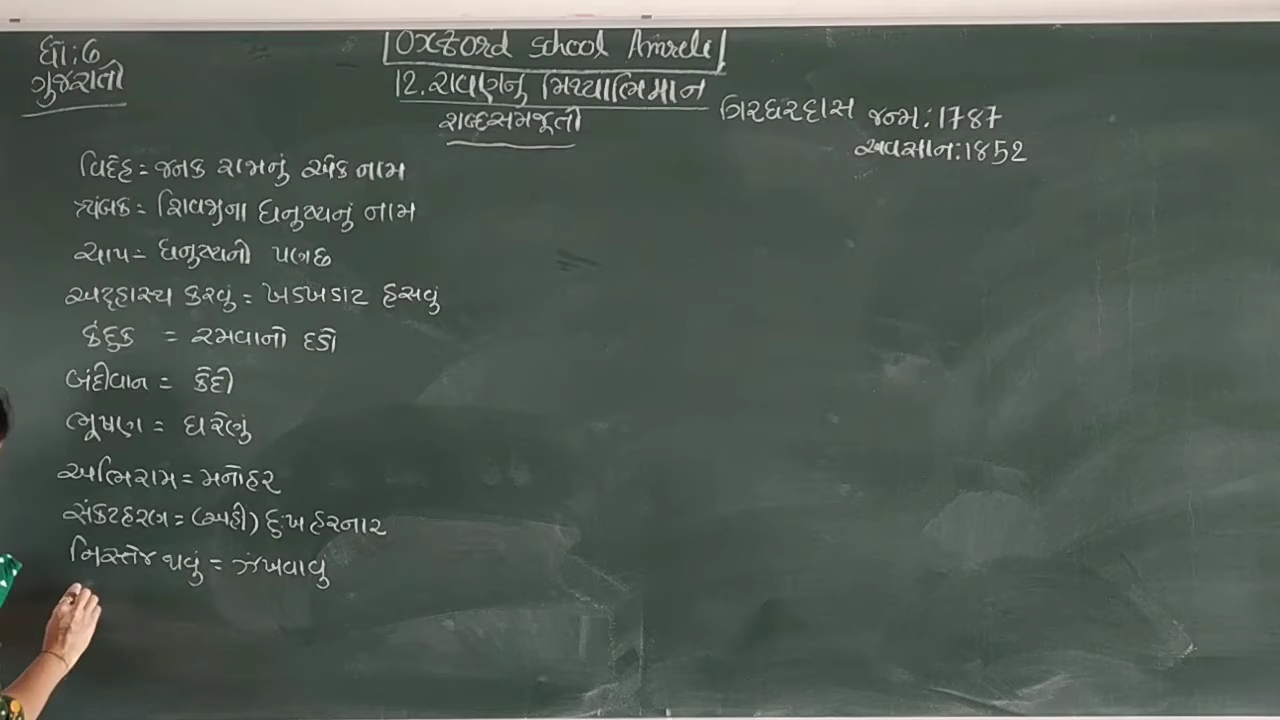 ધો:૭
ગુજરાતી
Oxford School Amreli
12. રાવણનું મિથ્યાભિમાન
શબ્દસમજૂતી
ગિરધરદાસ જન્મ:1787
અવસાન:1852
વિદેહ = જનક રાજાનું એક નામ
ત્ર્યંબક = શિવજીના ધનુષ્યનું નામ
ચાપ = ધનુષ્યની પણછ
અટ્ટહાસ્ય કરવું = ખડખડાટ હસવું
કંદુક = રમવાનો દડો
બંદીવાન = કેદી
ભૂષણ = ઘરેણું
અભિરામ = મનોહર
સંકટહરણ = (અહીં) દુ:ખ હરનાર
નિસ્તેજ થવું = ઝંખવાવું